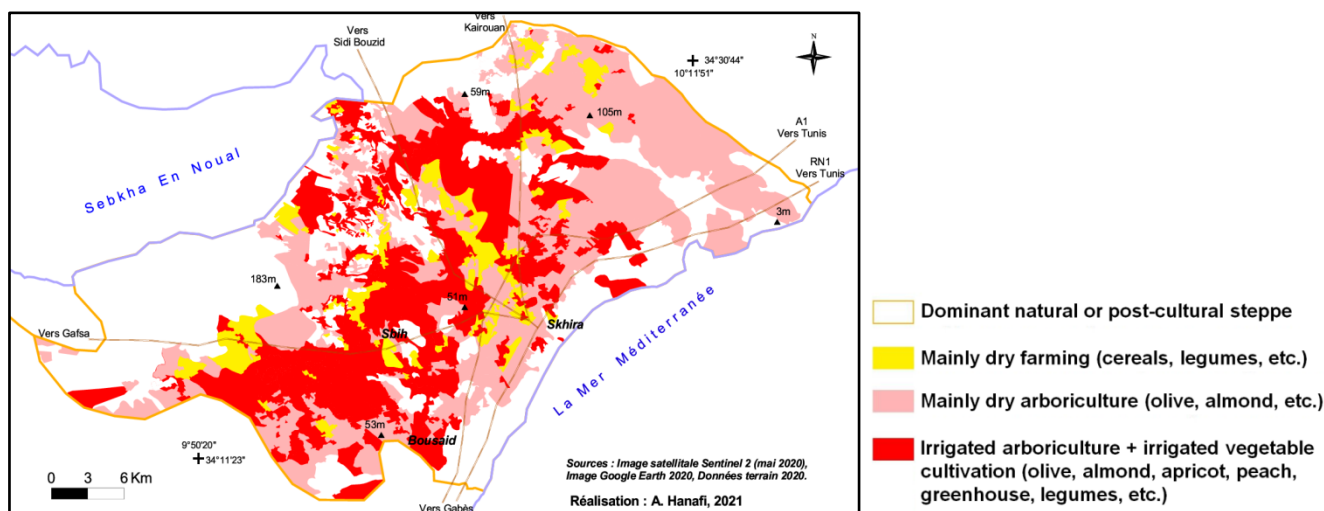 Vers
Sidi Bouzid
Vers
Kairouan
N
34°30'44"
10°11'51"
59m
105m
A1
Vers Tunis
RN1
Vers Tunis
Sebkha En Noual
3m
183m
51m
Skhira
Vers Gafsa
Sbih
La Mer Méditerranée
53m
Bousaid
9°50'20"
34°11'23"
0 3 6 Km
Sources : Image satellitale Sentinel 2 (mai 2020),
Image Google Earth 2020, Données terrain 2020.
Réalisation : A. Hanafi, 2021
Vers Gabès
Dominant natural or post-cultural steppe
Mainly dry farming (cereals, legumes, etc.)
Mainly dry arboriculture (olive, almond, etc.)
Irrigated arboriculture + irrigated vegetable
cultivation (olive, almond, apricot, peach,
greenhouse, legumes, etc.)